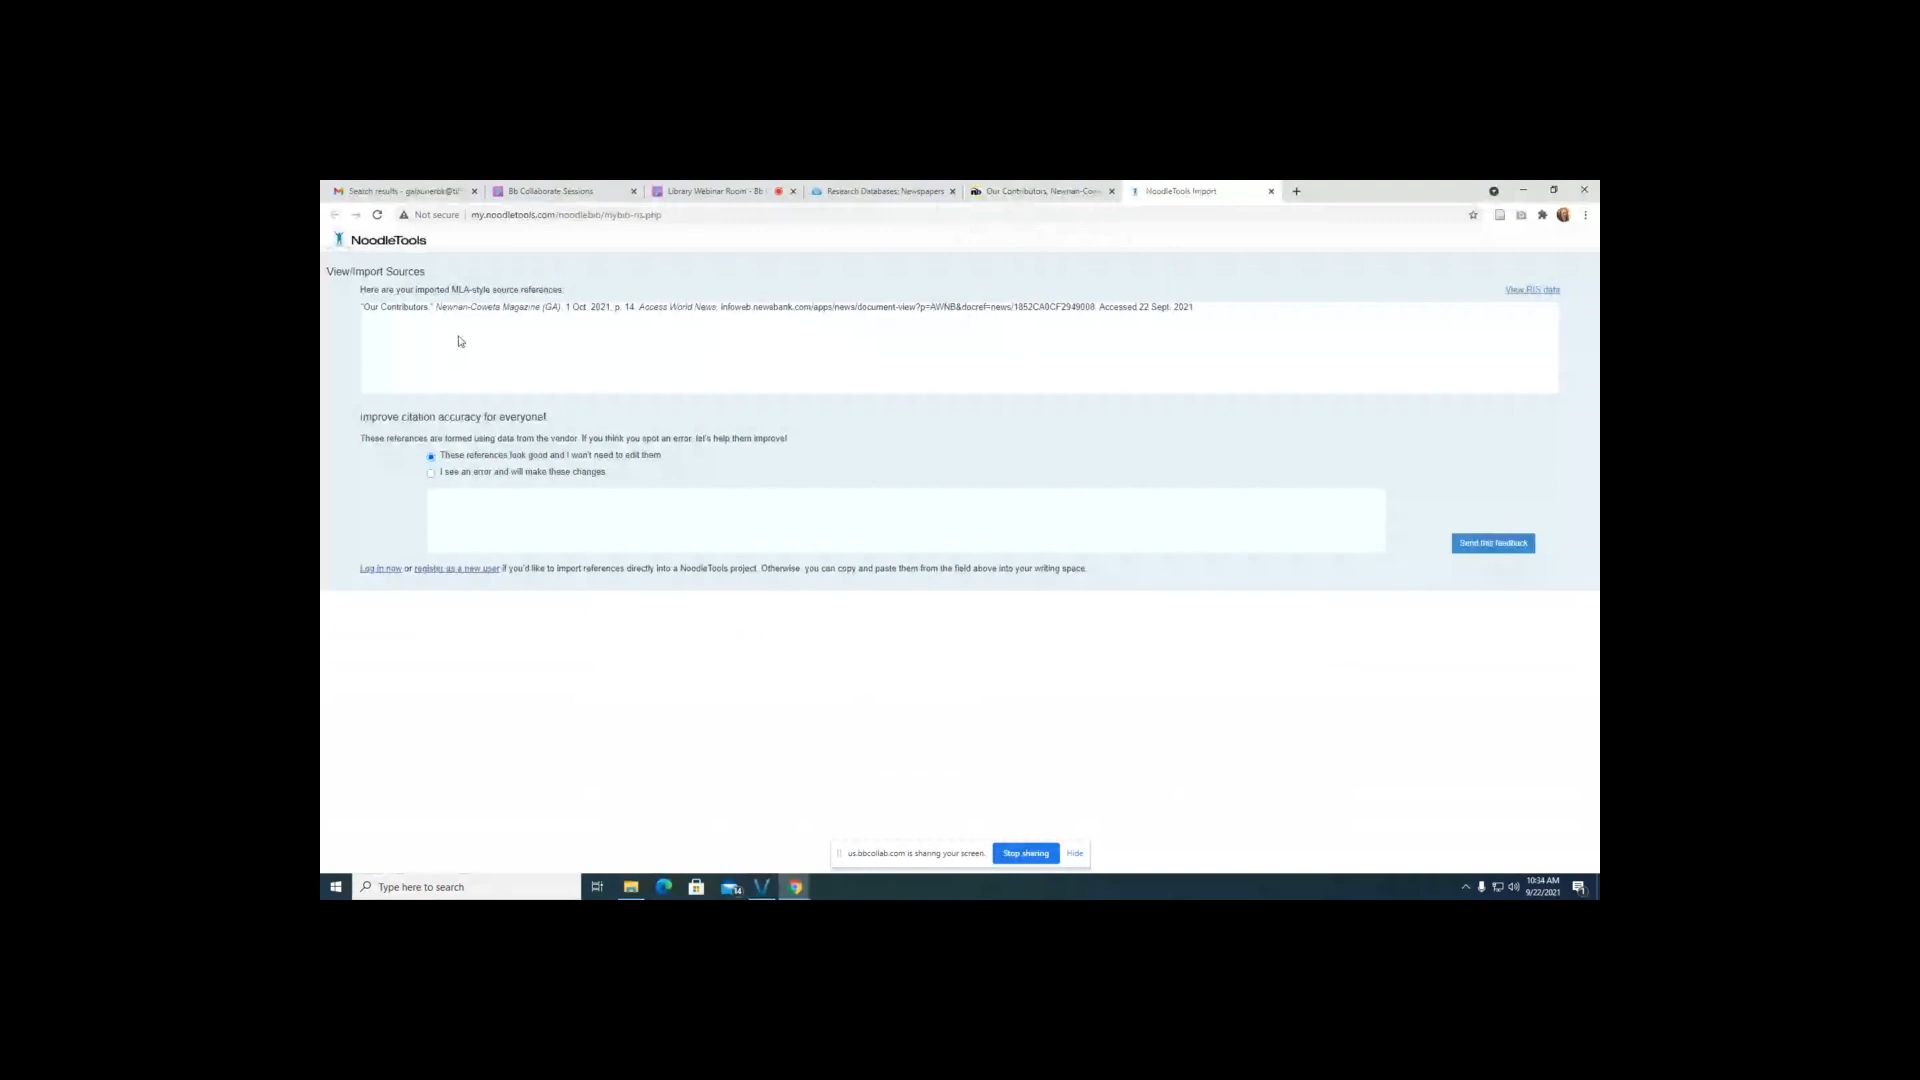 Search results -
Bb Collaborate Sessions
Library Webinar Room - Bb
Research Databases: Newspapers
Our Contributors, Newnan-Cow
NoodleTools Import
Not secure
my.noodletools.com/noodlebib/mybib-ris.php
NoodleTools
View/Import Sources
Here are your imported MLA-style source references:
View RIS data
"Our Contributors." Newnan-Coweta Magazine (GA), 1 Oct. 2021, p. 14. Access World News, infoweb.newsbank.com/apps/news/document-view?p=AWNB&docref=news/1852CA0CF2949008. Accessed 22 Sept. 2021
Improve citation accuracy for everyone!
These references are formed using data from the vendor. If you think you spot an error, let's help them improve!
These references look good and I won't need to edit them
I see an error and will make these changes
Send this feedback
Log in now or register as a new user if you'd like to import references directly into a NoodleTools project. Otherwise, you can copy and paste them from the field above into your writing space.
us.bbcollab.com is sharing your screen.
Stop sharing
Hide
Type here to search
14
10:34 AM
9/22/2021
1